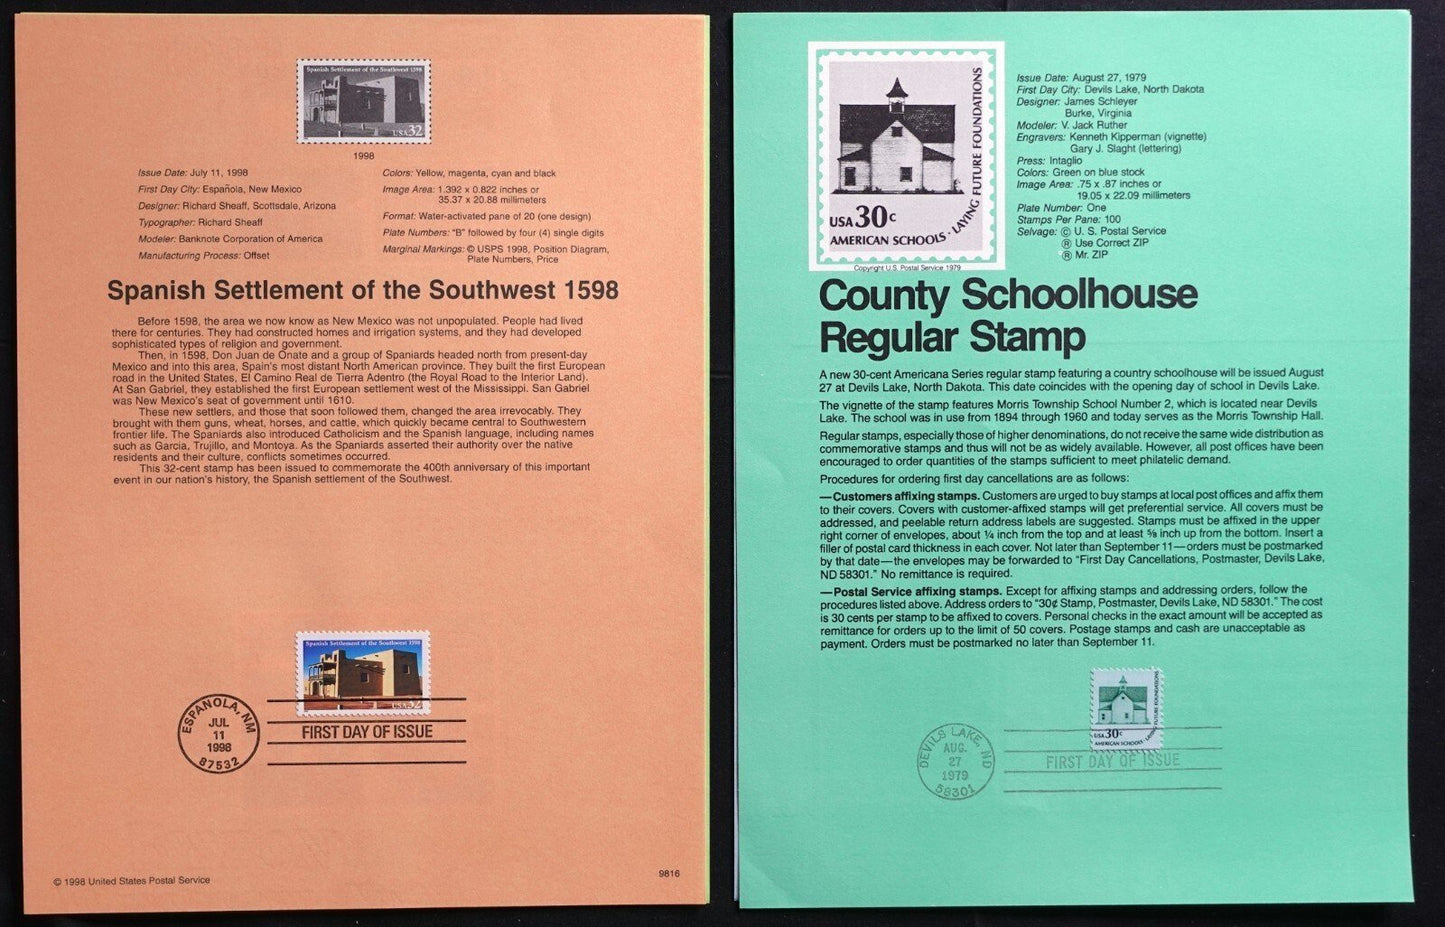 Spanish Settlement of the Southwest 1598
USA32
1998
Issue Date: July 11, 1998
First Day City: Española, New Mexico
Designer: Richard Sheaff, Scottsdale, Arizona
Typographer: Richard Sheaff
Modeler: Banknote Corporation of America
Manufacturing Process: Offset
Colors: Yellow, magenta, cyan and black
Image Area: 1.392 x 0.822 inches or
35.37 x 20.88 millimeters
Format: Water-activated pane of 20 (one design)
Plate Numbers: "B" followed by four (4) single digits
Marginal Markings: © USPS 1998, Position Diagram,
Plate Numbers, Price
Spanish Settlement of the Southwest 1598
Before 1598, the area we now know as New Mexico was not unpopulated. People had lived
there for centuries. They had constructed homes and irrigation systems, and they had developed
sophisticated types of religion and government.
Then, in 1598, Don Juan de Oñate and a group of Spaniards headed north from present-day
Mexico and into this area, Spain's most distant North American province. They built the first European
road in the United States, El Camino Real de Tierra Adentro (the Royal Road to the Interior Land).
At San Gabriel, they established the first European settlement west of the Mississippi. San Gabriel
was New Mexico's seat of government until 1610.
These new settlers, and those that soon followed them, changed the area irrevocably. They
brought with them guns, wheat, horses, and cattle, which quickly became central to Southwestern
frontier life. The Spaniards also introduced Catholicism and the Spanish language, including names
such as Garcia, Trujillo, and Montoya. As the Spaniards asserted their authority over the native
residents and their culture, conflicts sometimes occurred.
This 32-cent stamp has been issued to commemorate the 400th anniversary of this important
event in our nation's history, the Spanish settlement of the Southwest.
Spanish Settlement of the Southwest 1598
USA32
ESPANOLA, NM
JUL
11
1998
87532
FIRST DAY OF ISSUE
© 1998 United States Postal Service
9816
USA 30c
AMERICAN SCHOOLS · LAYING FUTURE FOUNDATIONS
Copyright U.S. Postal Service 1979
Issue Date: August 27, 1979
First Day City: Devils Lake, North Dakota
Designer: James Schleyer
Burke, Virginia
Modeler: V. Jack Ruther
Engravers: Kenneth Kipperman (vignette)
Gary J. Slaght (lettering)
Press: Intaglio
Colors: Green on blue stock
Image Area: .75 x .87 inches or
19.05 x 22.09 millimeters
Plate Number: One
Stamps Per Pane: 100
Selvage: © U. S. Postal Service
® Use Correct ZIP
® Mr. ZIP
County Schoolhouse
Regular Stamp
A new 30-cent Americana Series regular stamp featuring a country schoolhouse will be issued August
27 at Devils Lake, North Dakota. This date coincides with the opening day of school in Devils Lake.
The vignette of the stamp features Morris Township School Number 2, which is located near Devils
Lake. The school was in use from 1894 through 1960 and today serves as the Morris Township Hall.
Regular stamps, especially those of higher denominations, do not receive the same wide distribution as
commemorative stamps and thus will not be as widely available. However, all post offices have been
encouraged to order quantities of the stamps sufficient to meet philatelic demand.
Procedures for ordering first day cancellations are as follows:
—Customers affixing stamps. Customers are urged to buy stamps at local post offices and affix them
to their covers. Covers with customer-affixed stamps will get preferential service. All covers must be
addressed, and peelable return address labels are suggested. Stamps must be affixed in the upper
right corner of envelopes, about ¼ inch from the top and at least ⅝ inch up from the bottom. Insert a
filler of postal card thickness in each cover. Not later than September 11—orders must be postmarked
by that date—the envelopes may be forwarded to "First Day Cancellations, Postmaster, Devils Lake,
ND 58301." No remittance is required.
—Postal Service affixing stamps. Except for affixing stamps and addressing orders, follow the
procedures listed above. Address orders to "30¢ Stamp, Postmaster, Devils Lake, ND 58301." The cost
is 30 cents per stamp to be affixed to covers. Personal checks in the exact amount will be accepted as
remittance for orders up to the limit of 50 covers. Postage stamps and cash are unacceptable as
payment. Orders must be postmarked no later than September 11.
USA 30c
AMERICAN SCHOOLS · LAYING FUTURE FOUNDATIONS
DEVILS LAKE, ND
AUG.
27
1979
58301
FIRST DAY OF ISSUE